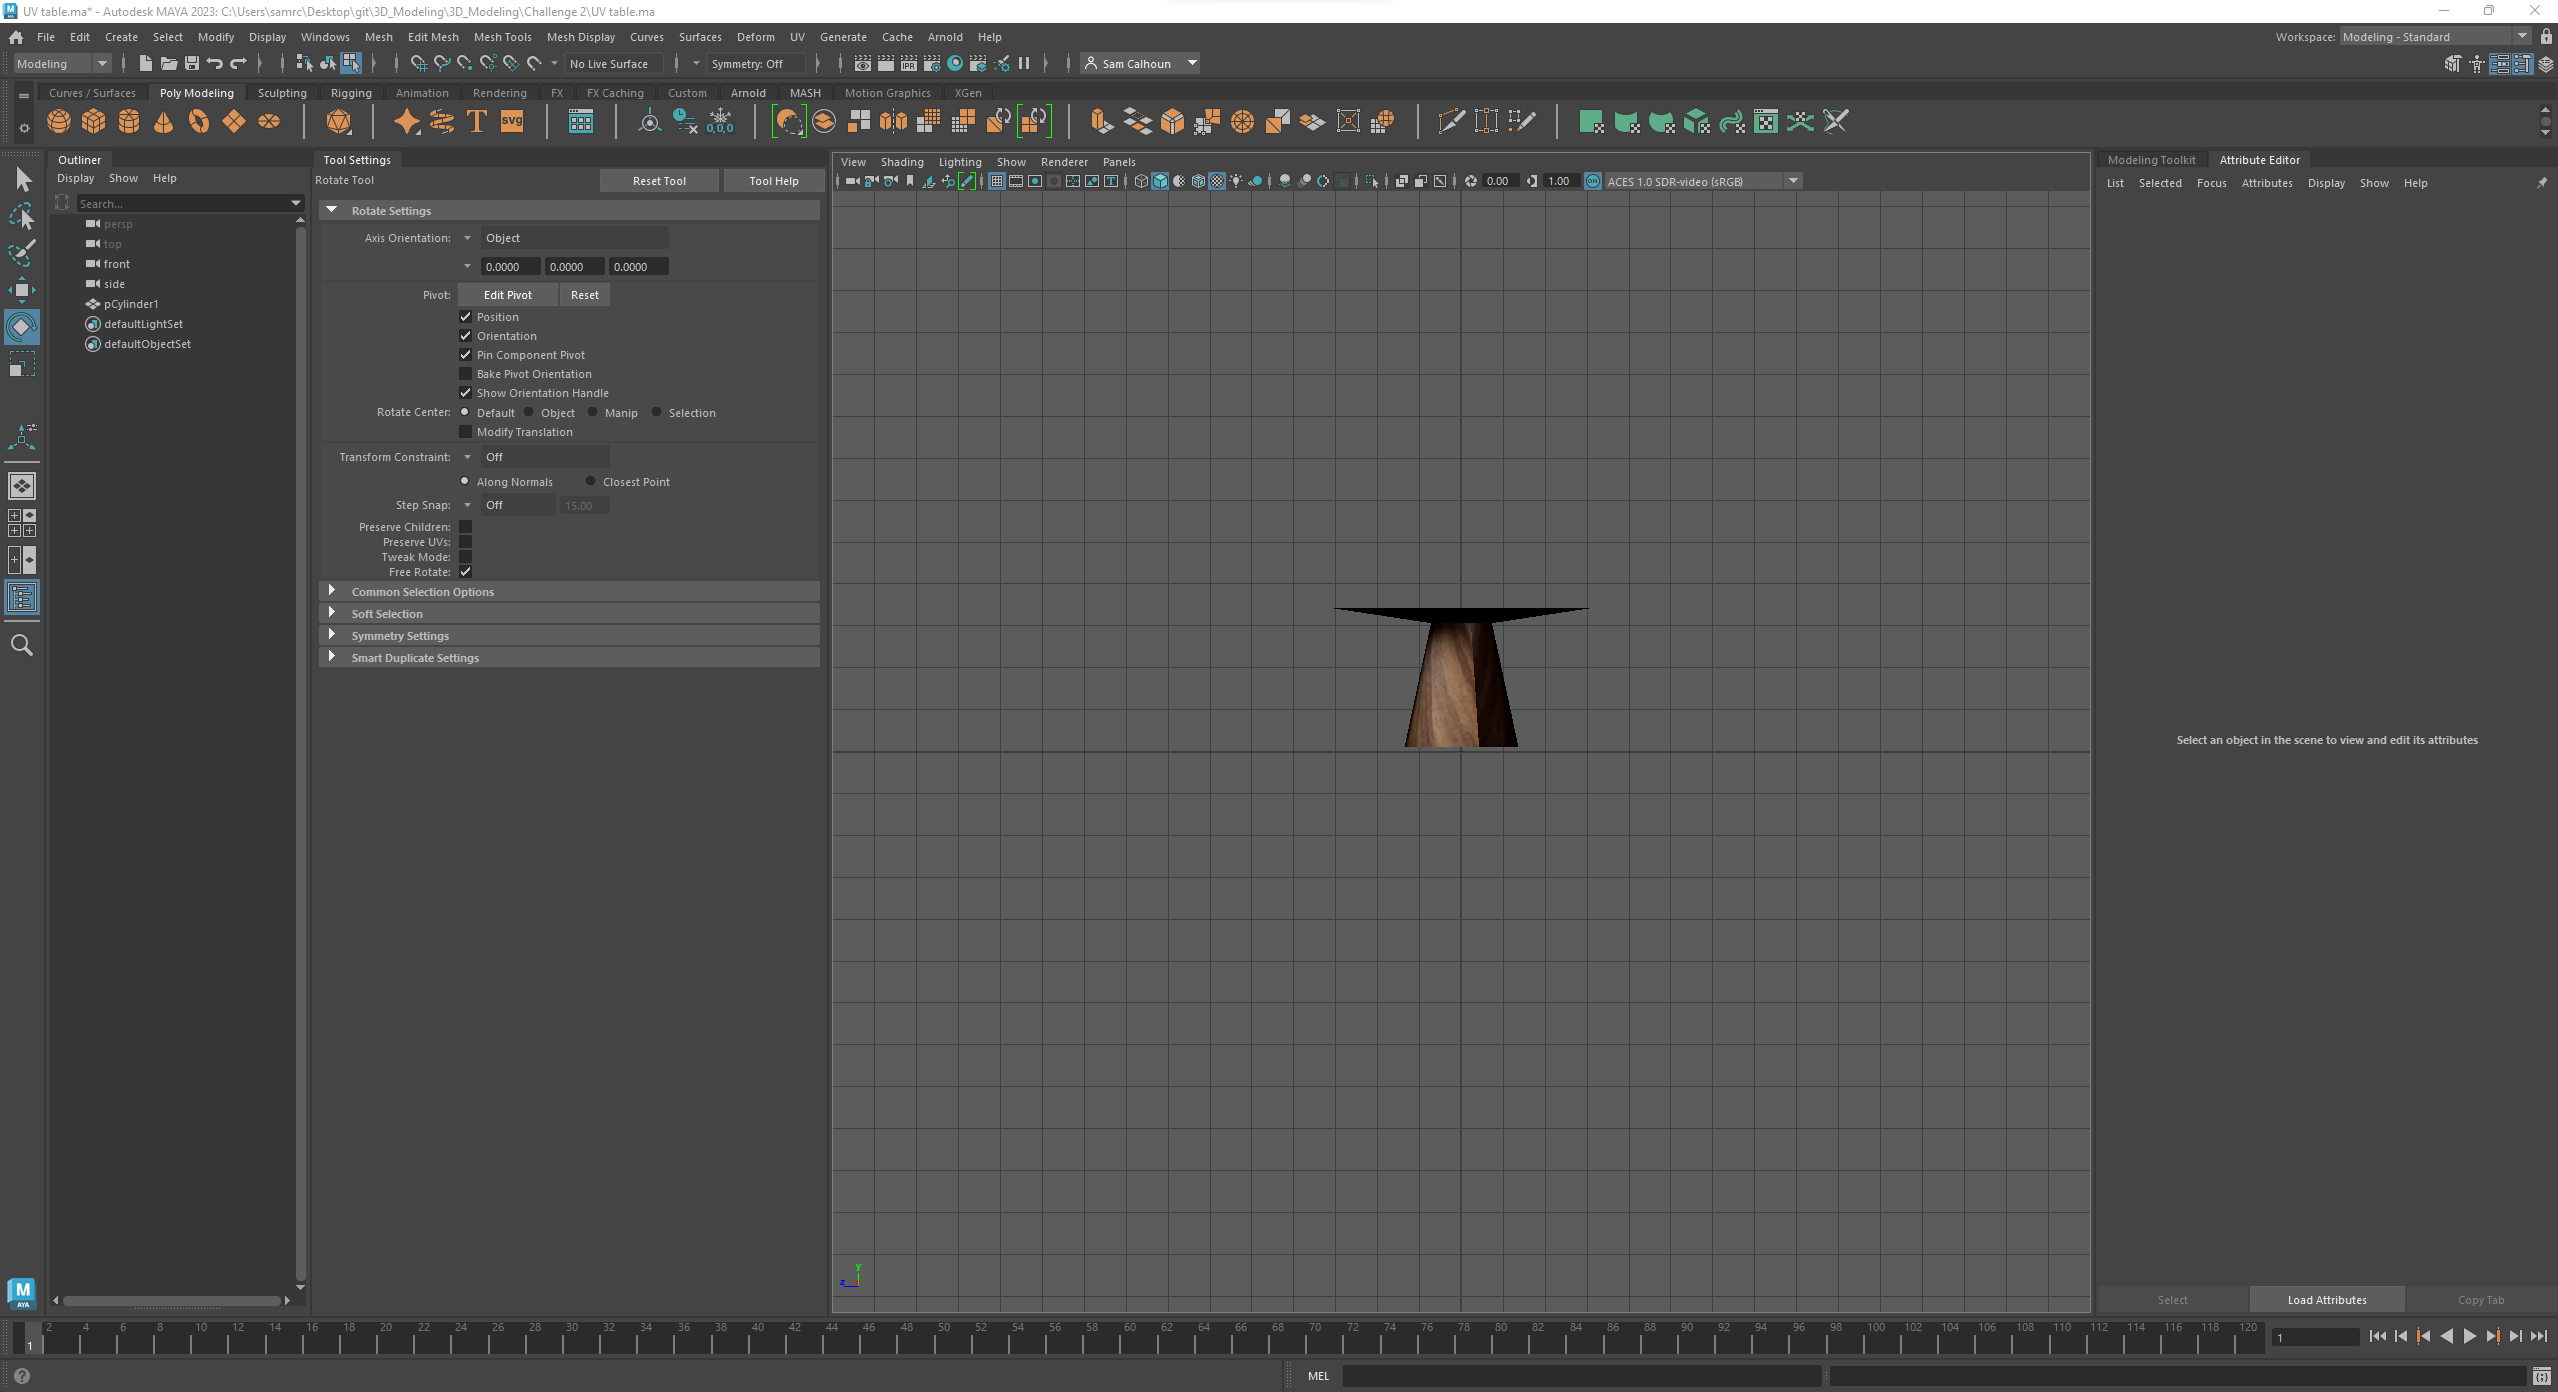 UV table.ma* - Autodesk MAYA 2023: C:\Users\samrc\Desktop\git\3D_Modeling\3D_Modeling\Challenge 2\UV table.ma
File Edit Create Select Modify Display Windows Mesh Edit Mesh Mesh Tools Mesh Display Curves Surfaces Deform UV Generate Cache Arnold Help Workspace: Modeling - Standard
Modeling No Live Surface Symmetry: Off IPR Sam Calhoun
Curves / Surfaces Poly Modeling Sculpting Rigging Animation Rendering FX FX Caching Custom Arnold MASH Motion Graphics XGen
T svg 0,0,0
Outliner Tool Settings View Shading Lighting Show Renderer Panels Modeling Toolkit Attribute Editor
Display Show Help Rotate Tool Reset Tool Tool Help 0.00 1.00 ACES 1.0 SDR-video (sRGB) List Selected Focus Attributes Display Show Help
Search...
Rotate Settings
persp
top
front
side
pCylinder1
defaultLightSet
defaultObjectSet
Axis Orientation: Object
0.0000 0.0000 0.0000
Pivot: Edit Pivot Reset
Position
Orientation
Pin Component Pivot
Bake Pivot Orientation
Show Orientation Handle
Rotate Center: Default Object Manip Selection
Modify Translation
Transform Constraint: Off
Along Normals Closest Point
Step Snap: Off 15.00
Preserve Children:
Preserve UVs:
Tweak Mode:
Free Rotate:
Common Selection Options
Soft Selection
Symmetry Settings
Smart Duplicate Settings
Select an object in the scene to view and edit its attributes
y
z
M
AYA
Select Load Attributes Copy Tab
2 4 6 8 10 12 14 16 18 20 22 24 26 28 30 32 34 36 38 40 42 44 46 48 50 52 54 56 58 60 62 64 66 68 70 72 74 76 78 80 82 84 86 88 90 92 94 96 98 100 102 104 106 108 110 112 114 116 118 120
1 1
MEL